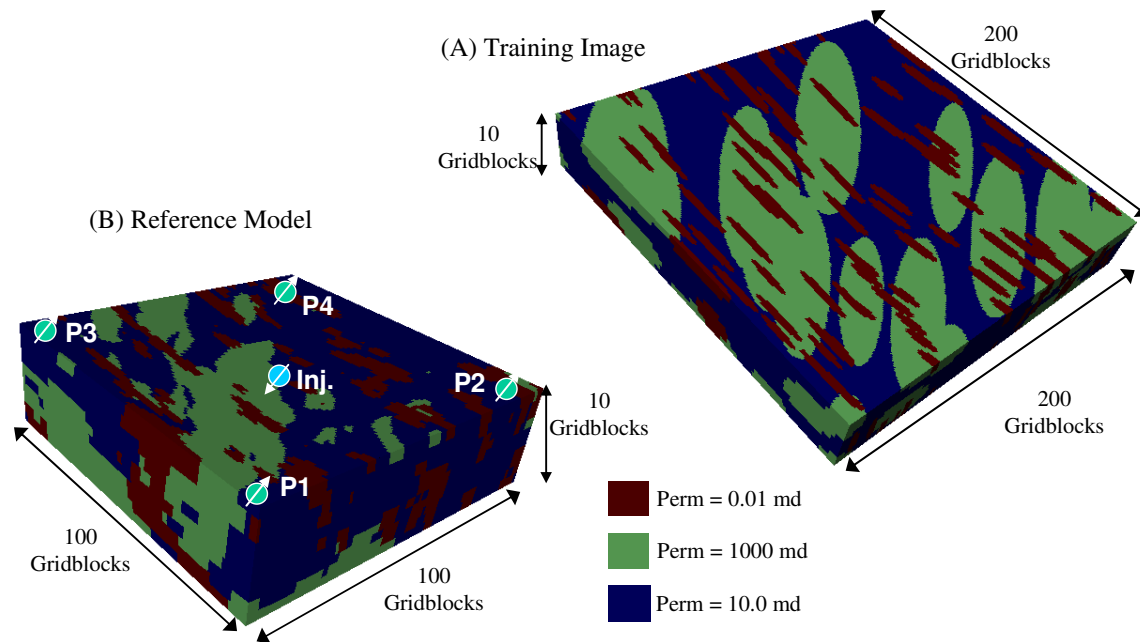 (A) Training Image
200
Gridblocks
10
Gridblocks
(B) Reference Model
P4
P3
Inj.
P2
10
Gridblocks
200
Gridblocks
P1
100
Gridblocks
100
Gridblocks
Perm = 0.01 md
Perm = 1000 md
Perm = 10.0 md